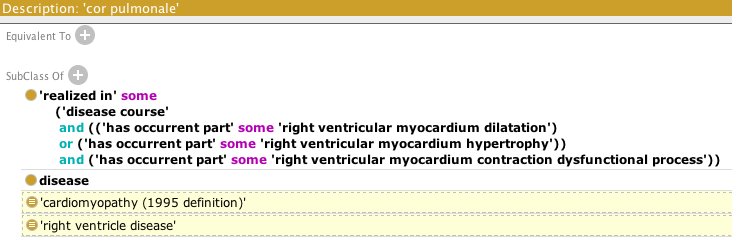 Description: 'cor pulmonale'
Equivalent To
SubClass Of
'realized in' some
('disease course'
and (('has occurrent part' some 'right ventricular myocardium dilatation')
or ('has occurrent part' some 'right ventricular myocardium hypertrophy'))
and ('has occurrent part' some 'right ventricular myocardium contraction dysfunctional process'))
disease
'cardiomyopathy (1995 definition)'
'right ventricle disease'